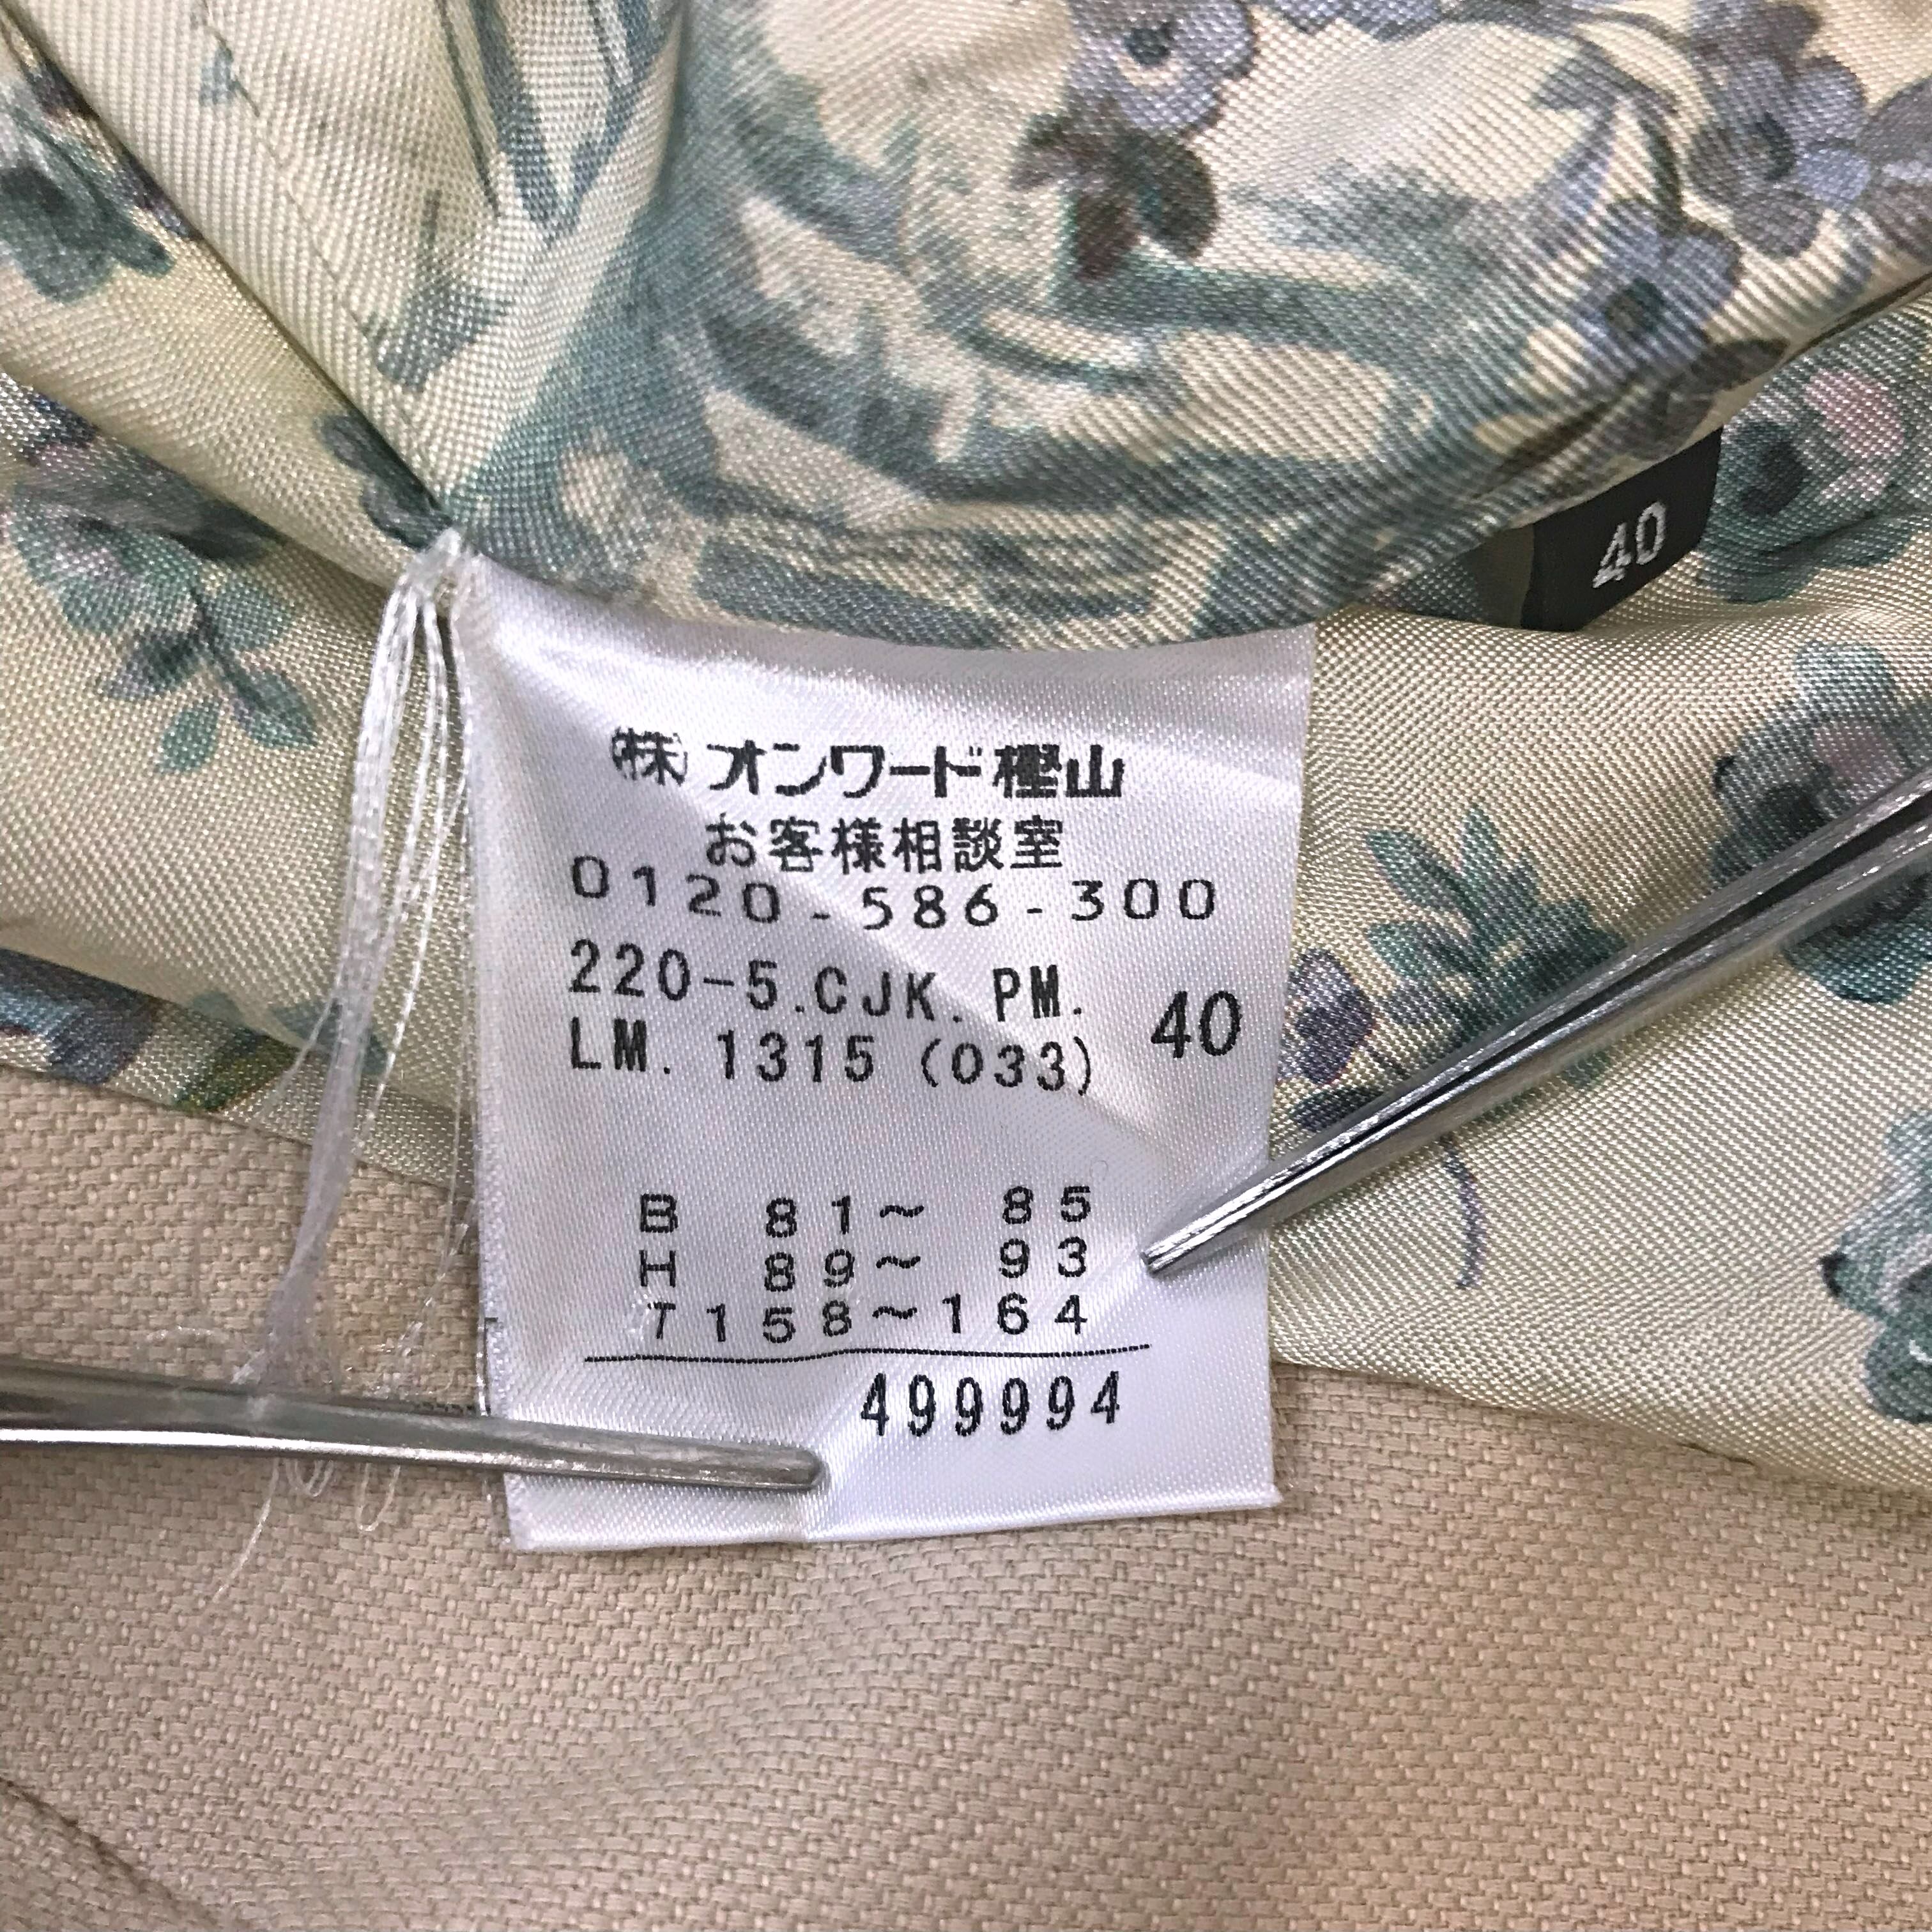 40
㈱オンワード樫山
お客様相談室
0120-586-300
220-5.CJK.PM.
LM.1315(033) 40
B 81~ 85
H 89~ 93
T158~164
499994